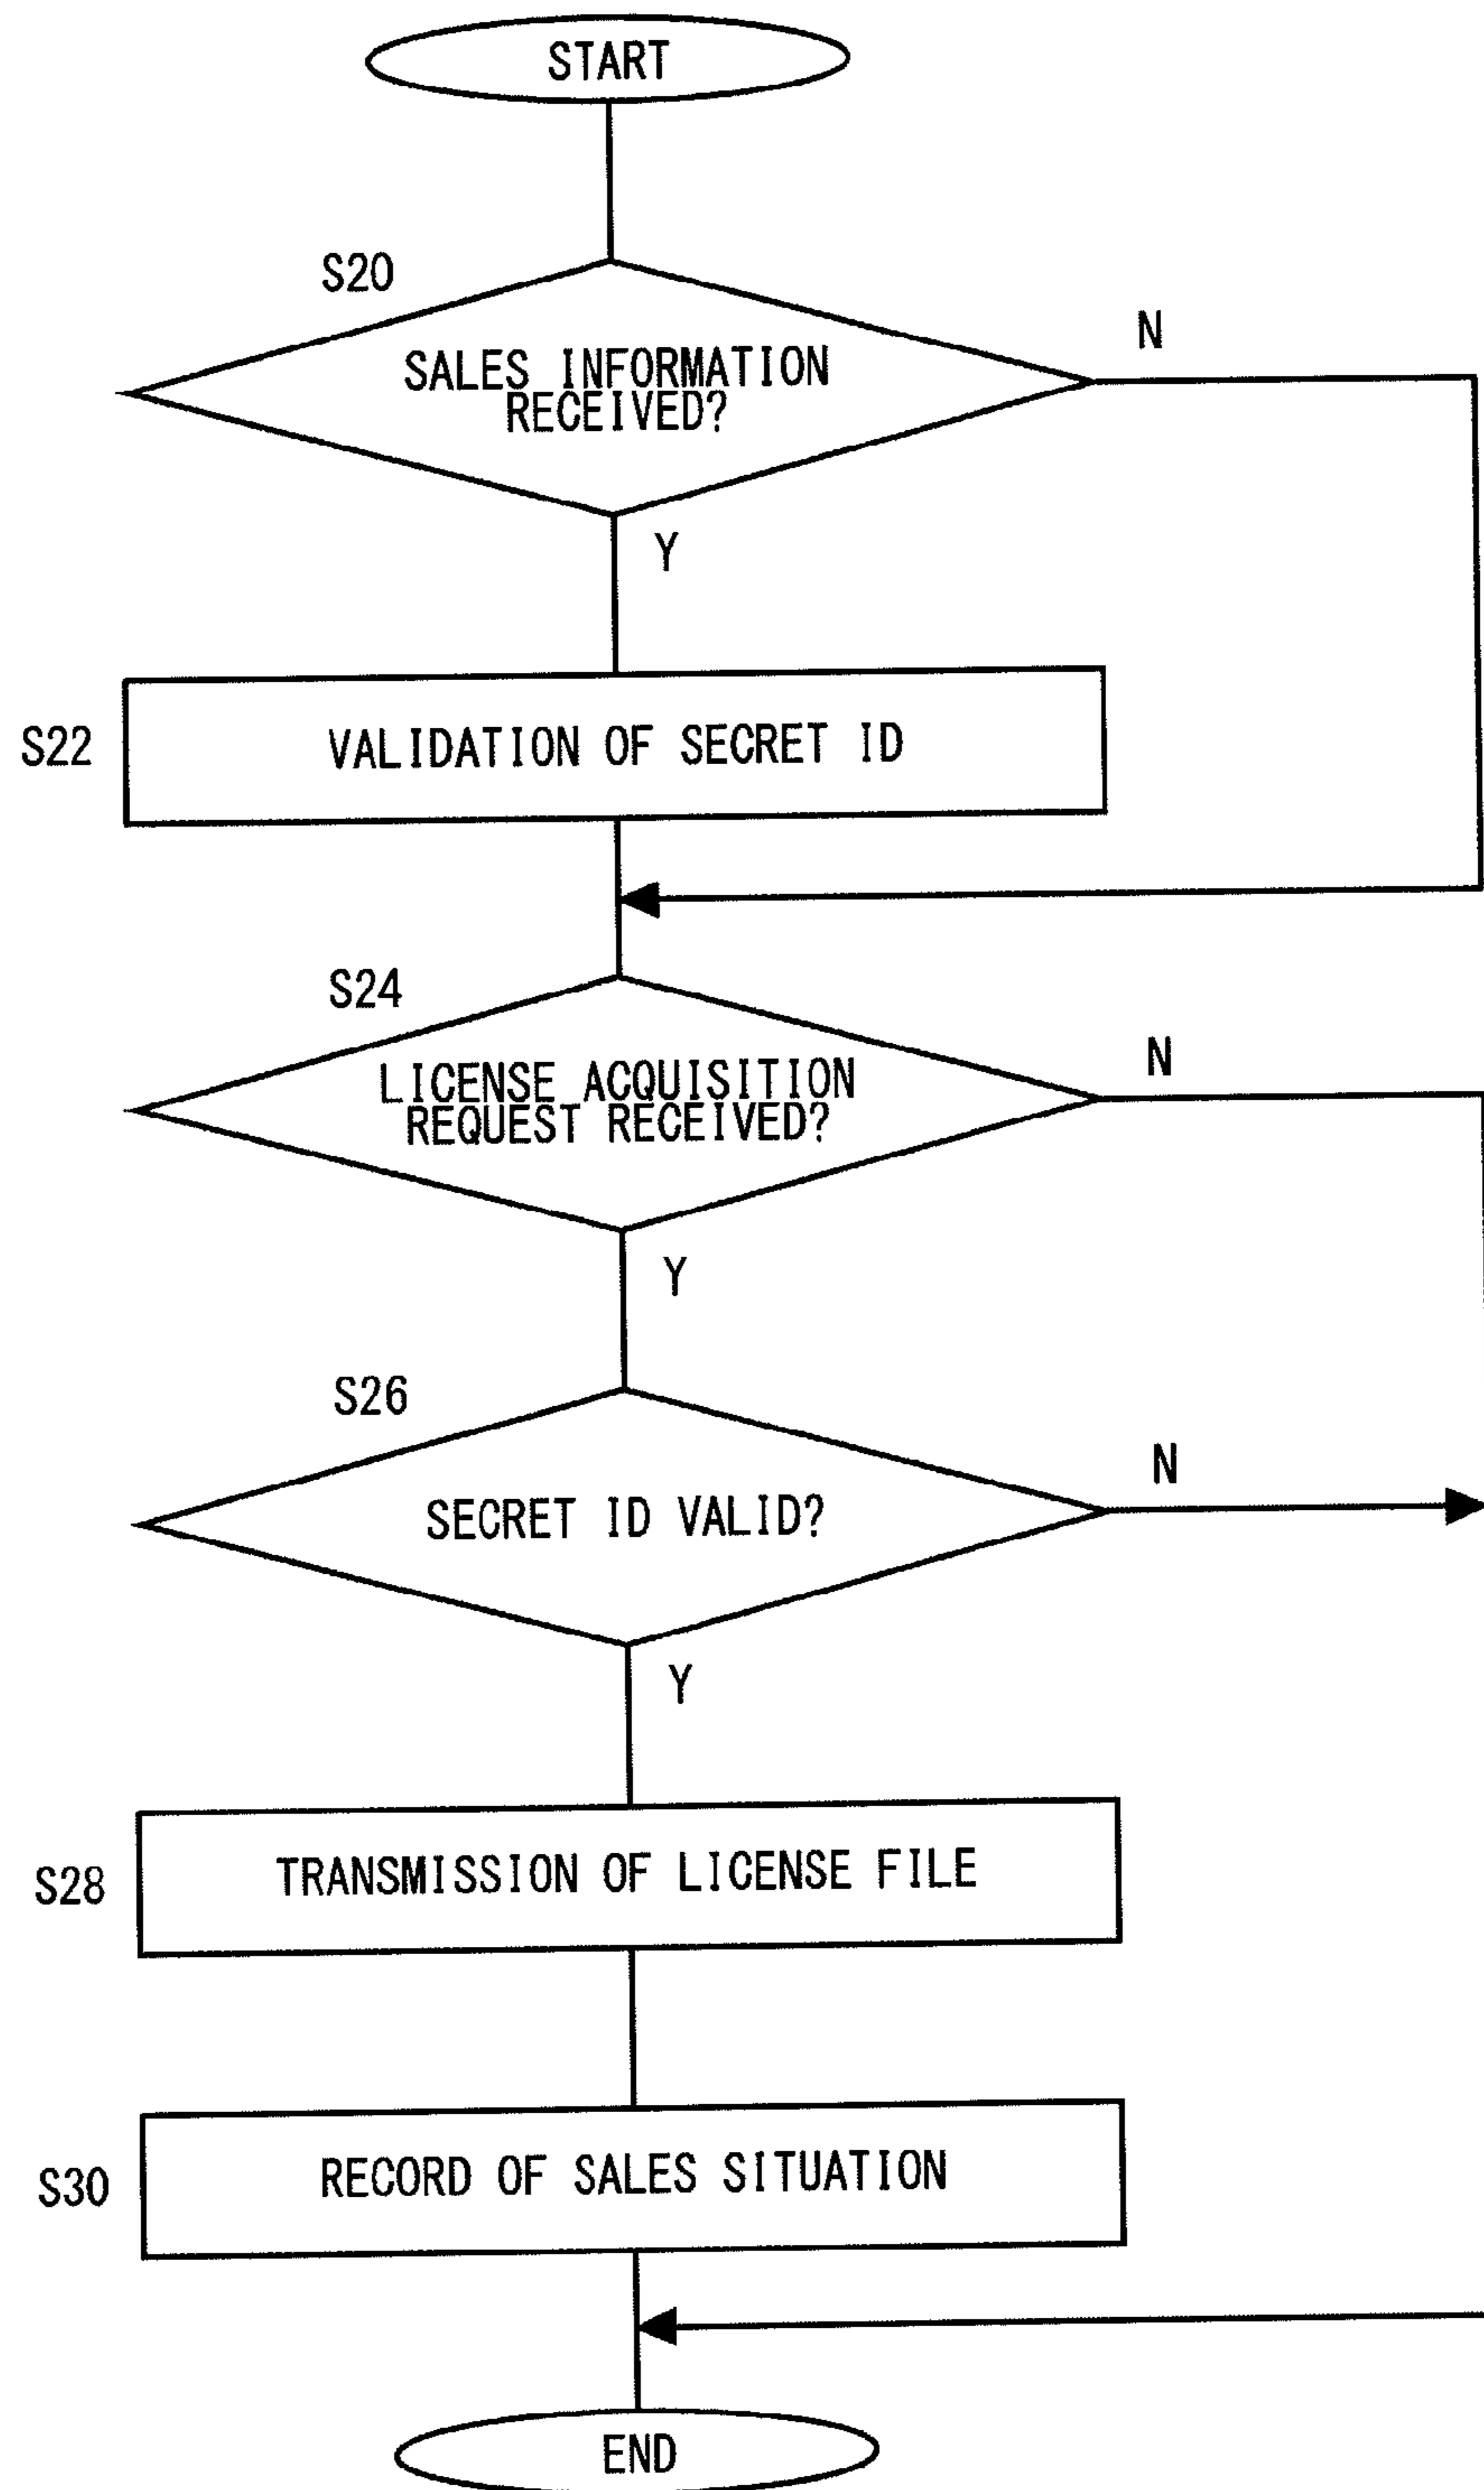 START
S20
N
SALES INFORMATION
RECEIVED?
Y
S22
VALIDATION OF SECRET ID
S24
N
LICENSE ACQUISITION
REQUEST RECEIVED?
Y
S26
N
SECRET ID VALID?
Y
S28
TRANSMISSION OF LICENSE FILE
S30
RECORD OF SALES SITUATION
END